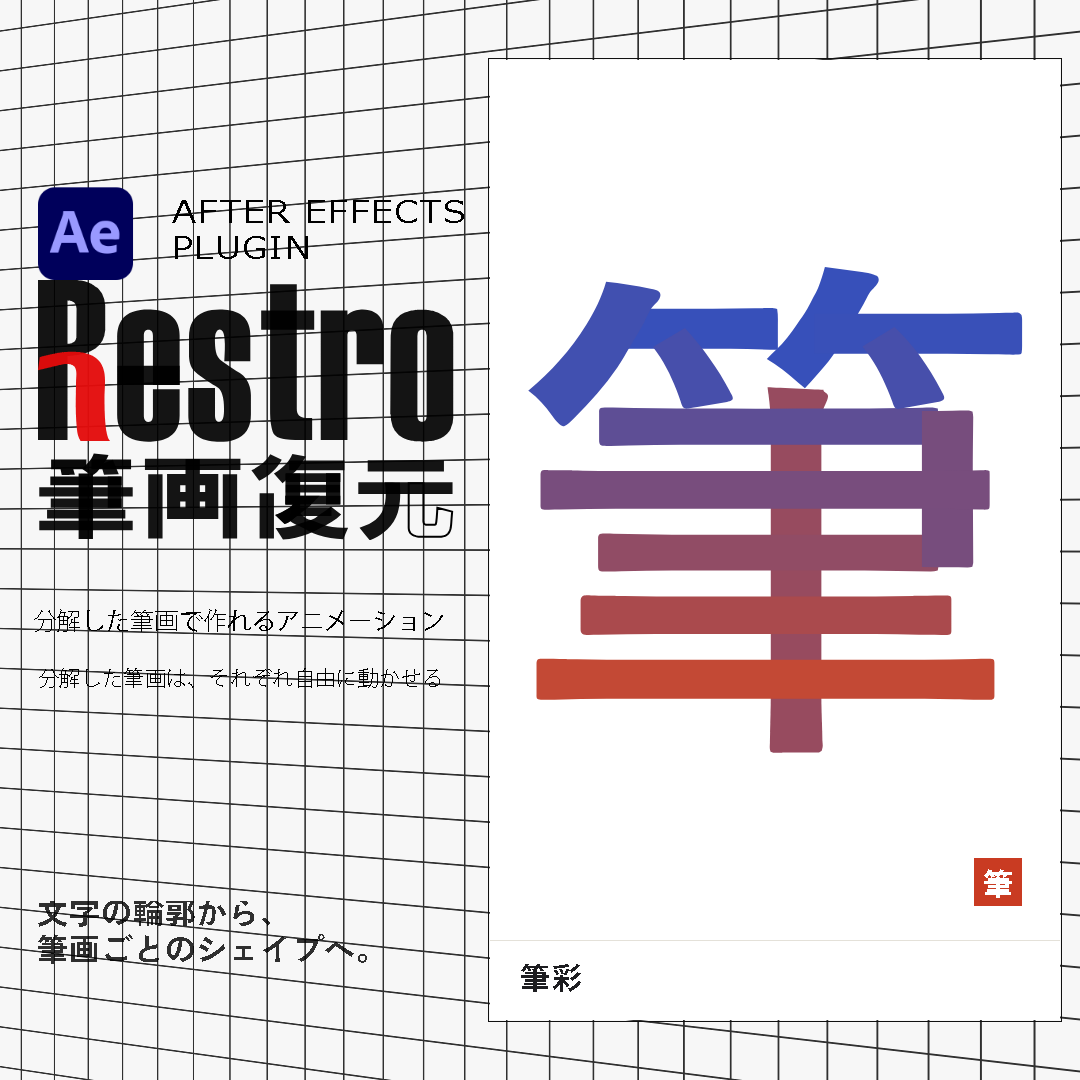 Ae
AFTER EFFECTS
PLUGIN
Restro
筆画復元
分解した筆画で作れるアニメーション
分解した筆画は、それぞれ自由に動かせる
文字の輪郭から、
筆画ごとのシェイプへ。
筆
筆
筆彩